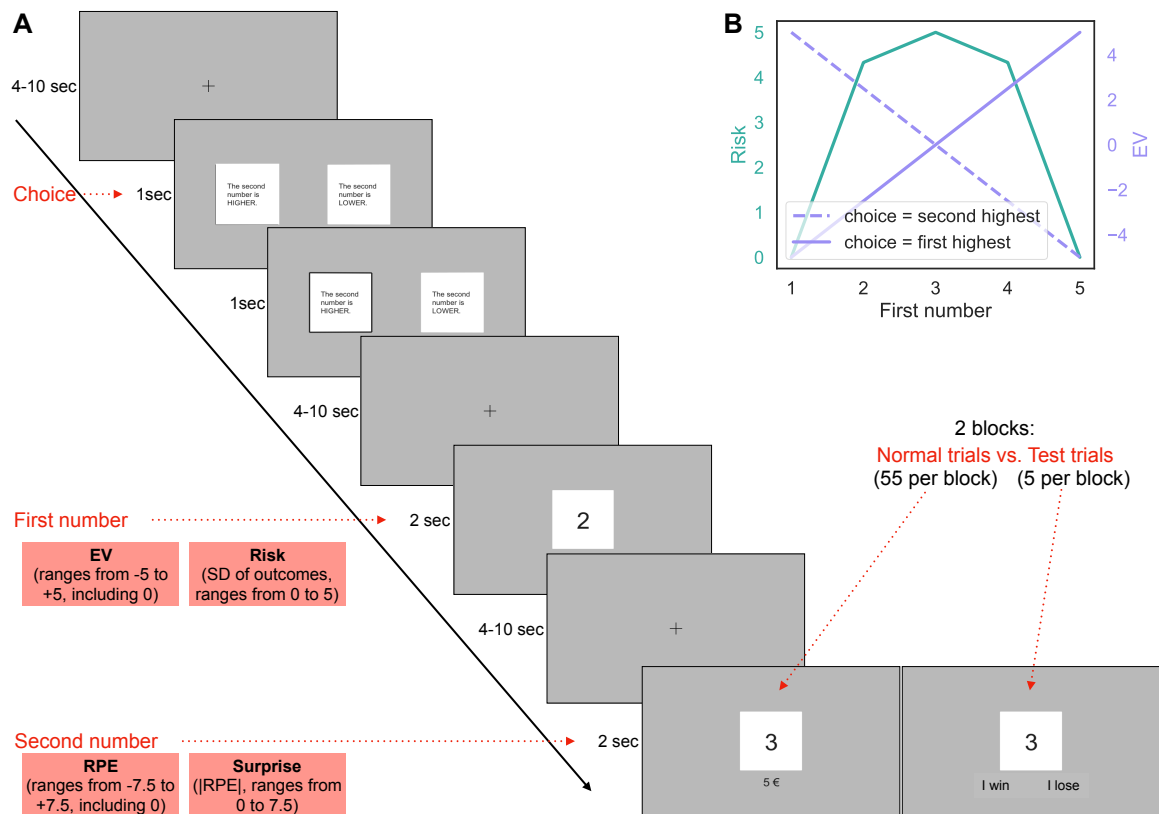 A
4-10 sec
Choice
1sec
The second
number is
HIGHER.
The second
number is
LOWER.
1sec
The second
number is
HIGHER.
The second
number is
LOWER.
4-10 sec
First number
2 sec
2
EV
(ranges from -5 to
+5, including 0)
Risk
(SD of outcomes,
ranges from 0 to 5)
4-10 sec
Second number
2 sec
RPE
(ranges from -7.5 to
+7.5, including 0)
Surprise
(|RPE|, ranges from
0 to 7.5)
2 blocks:
Normal trials vs. Test trials
(55 per block) (5 per block)
3
5 €
3
I win I lose
B
Risk
5
4
3
2
1
0
EV
4
2
0
−2
−4
choice = second highest
choice = first highest
1 2 3 4 5
First number